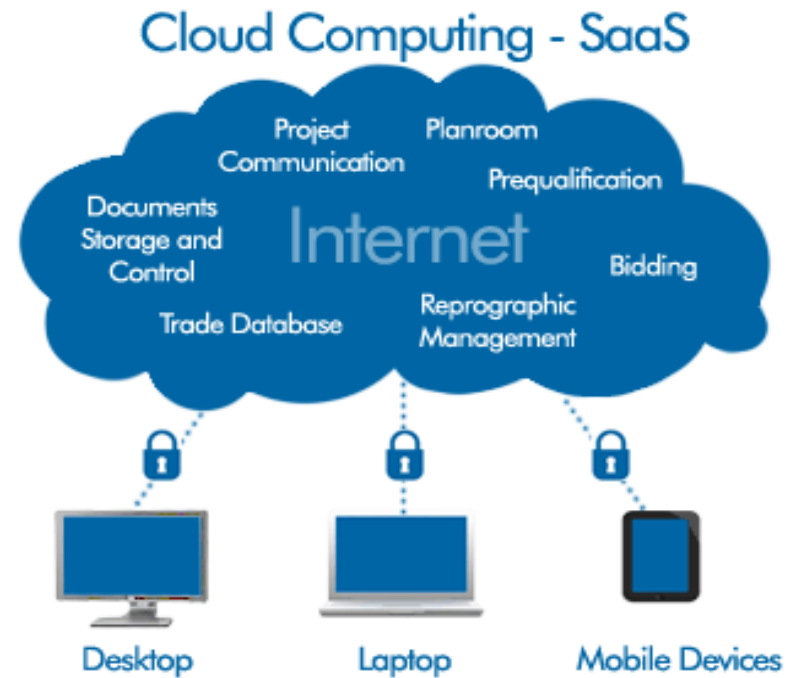 Cloud Computing - SaaS
Project
Communication
Planroom
Prequalification
Documents
Storage and
Control
Internet
Bidding
Trade Database
Reprographic
Management
Desktop
Laptop
Mobile Devices